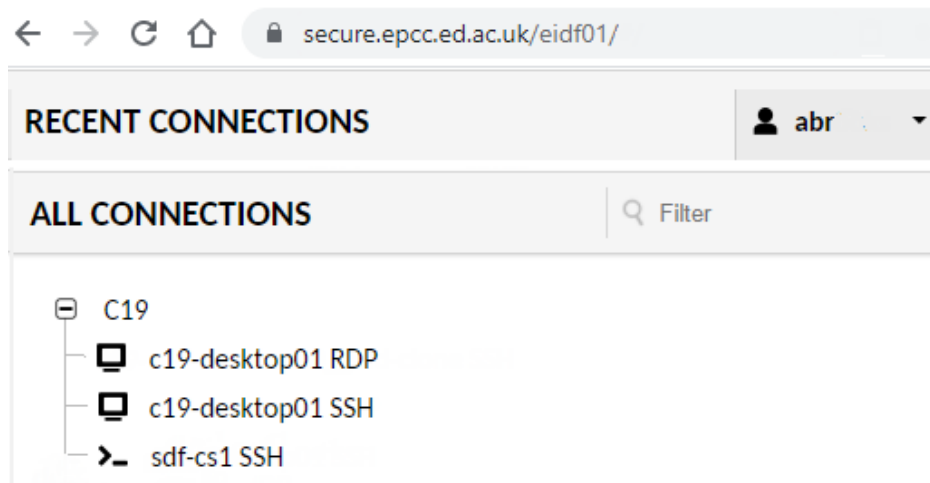 secure.epcc.ed.ac.uk/eidf01/
RECENT CONNECTIONS
abr
ALL CONNECTIONS
Filter
C19
c19-desktop01 RDP
c19-desktop01 SSH
sdf-cs1 SSH